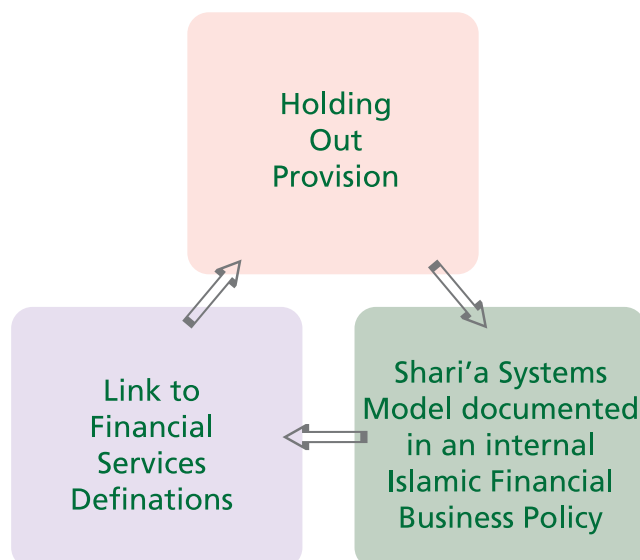 Holding
Out
Provision
Link to
Financial
Services
Definations
Shari’a Systems
Model documented
in an internal
Islamic Financial
Business Policy